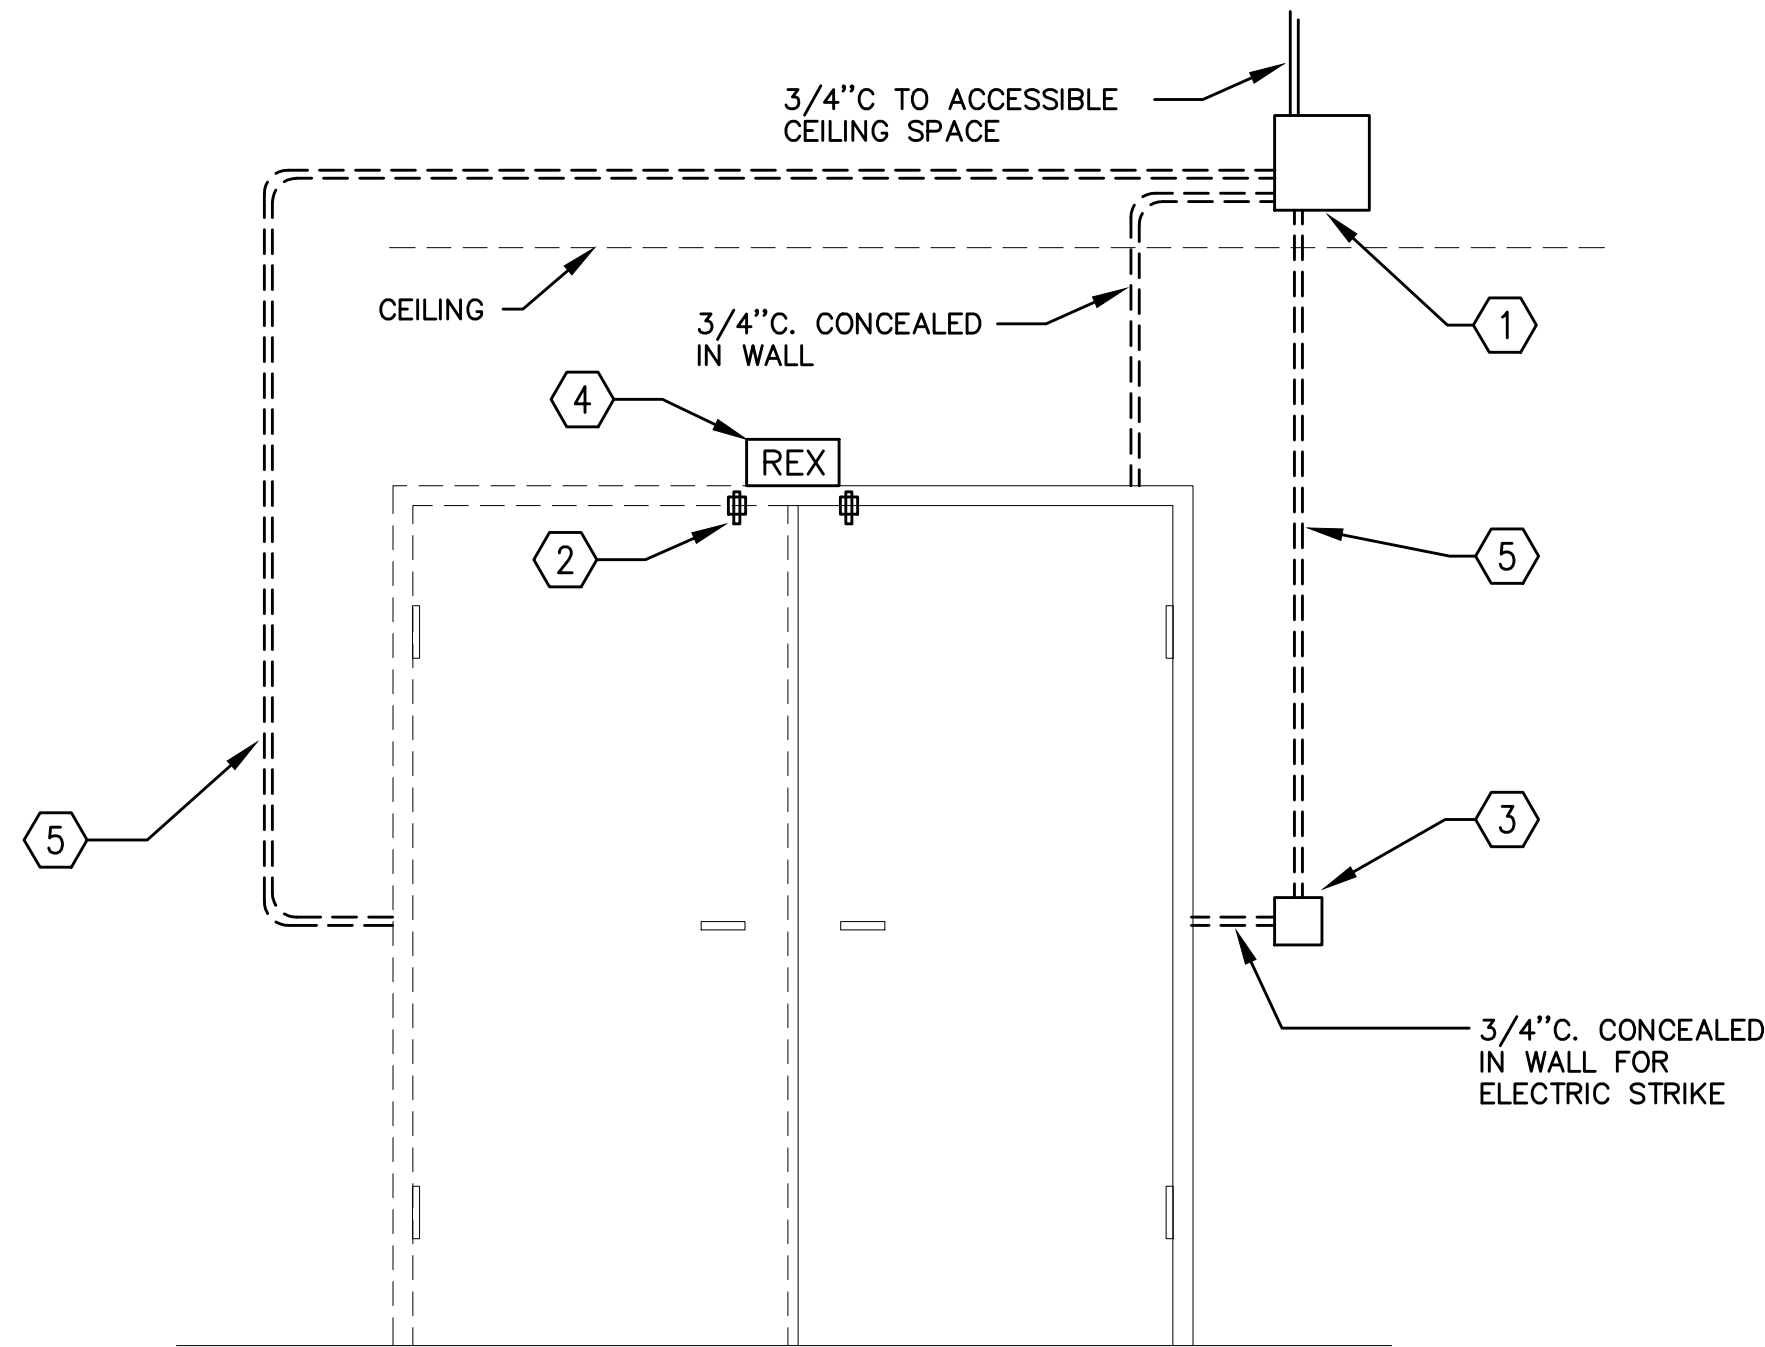 3/4"C TO ACCESSIBLE
CEILING SPACE
CEILING
3/4"C. CONCEALED
IN WALL
1
4
REX
2
5
5
3
3/4"C. CONCEALED
IN WALL FOR
ELECTRIC STRIKE